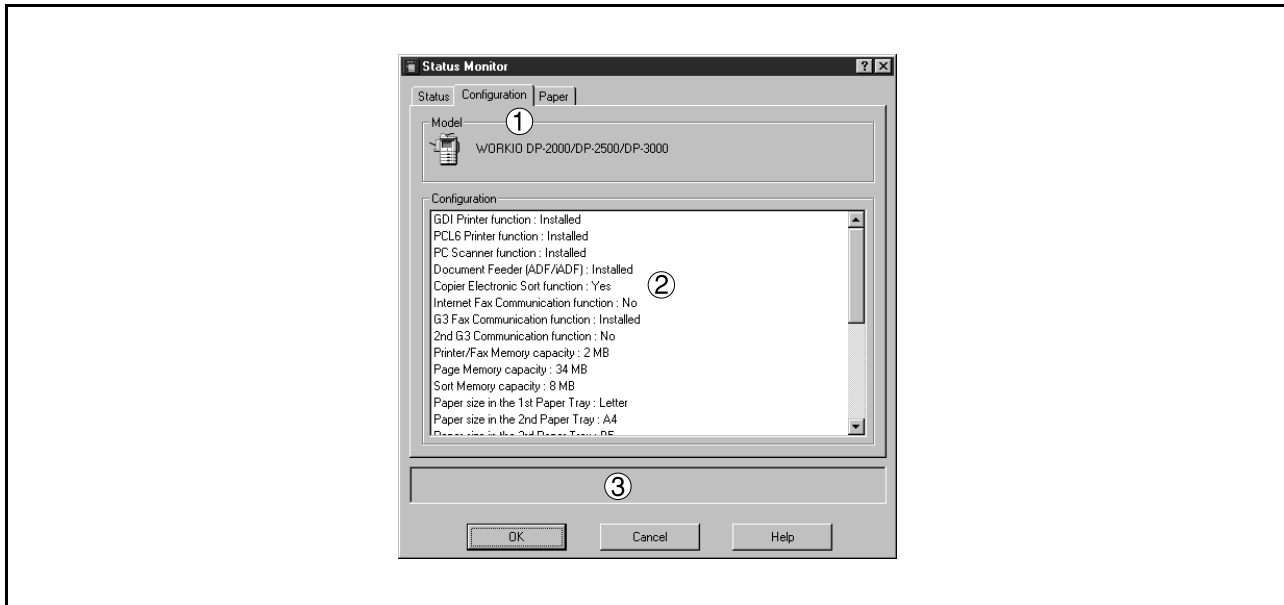 Status Monitor
Status Configuration Paper
①
Model
WORKIO DP-2000/DP-2500/DP-3000
Configuration
GDI Printer function : Installed
PCL6 Printer function : Installed
PC Scanner function : Installed
Document Feeder (ADF/iADF) : Installed
Copier Electronic Sort function : Yes
②
Internet Fax Communication function : No
G3 Fax Communication function : Installed
2nd G3 Communication function : No
Printer/Fax Memory capacity : 2 MB
Page Memory capacity : 34 MB
Sort Memory capacity : 8 MB
Paper size in the 1st Paper Tray : Letter
Paper size in the 2nd Paper Tray : A4
③
OK Cancel Help